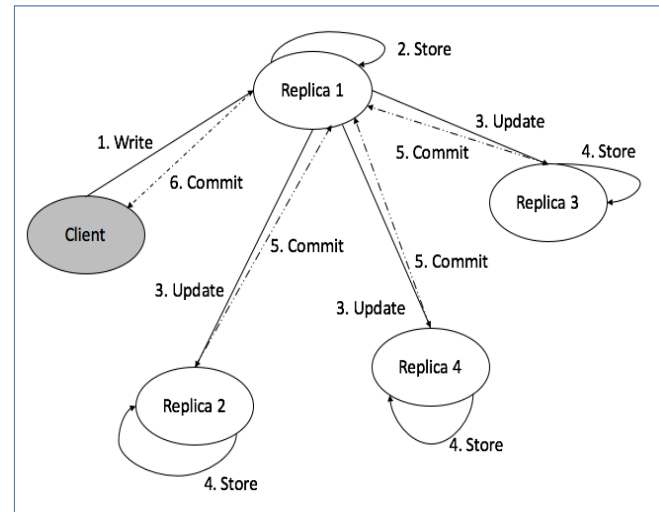 2. Store
Replica 1
3. Update
1. Write
5. Commit
4. Store
6. Commit
Replica 3
Client
5. Commit
5. Commit
3. Update
3. Update
Replica 4
Replica 2
4. Store
4. Store